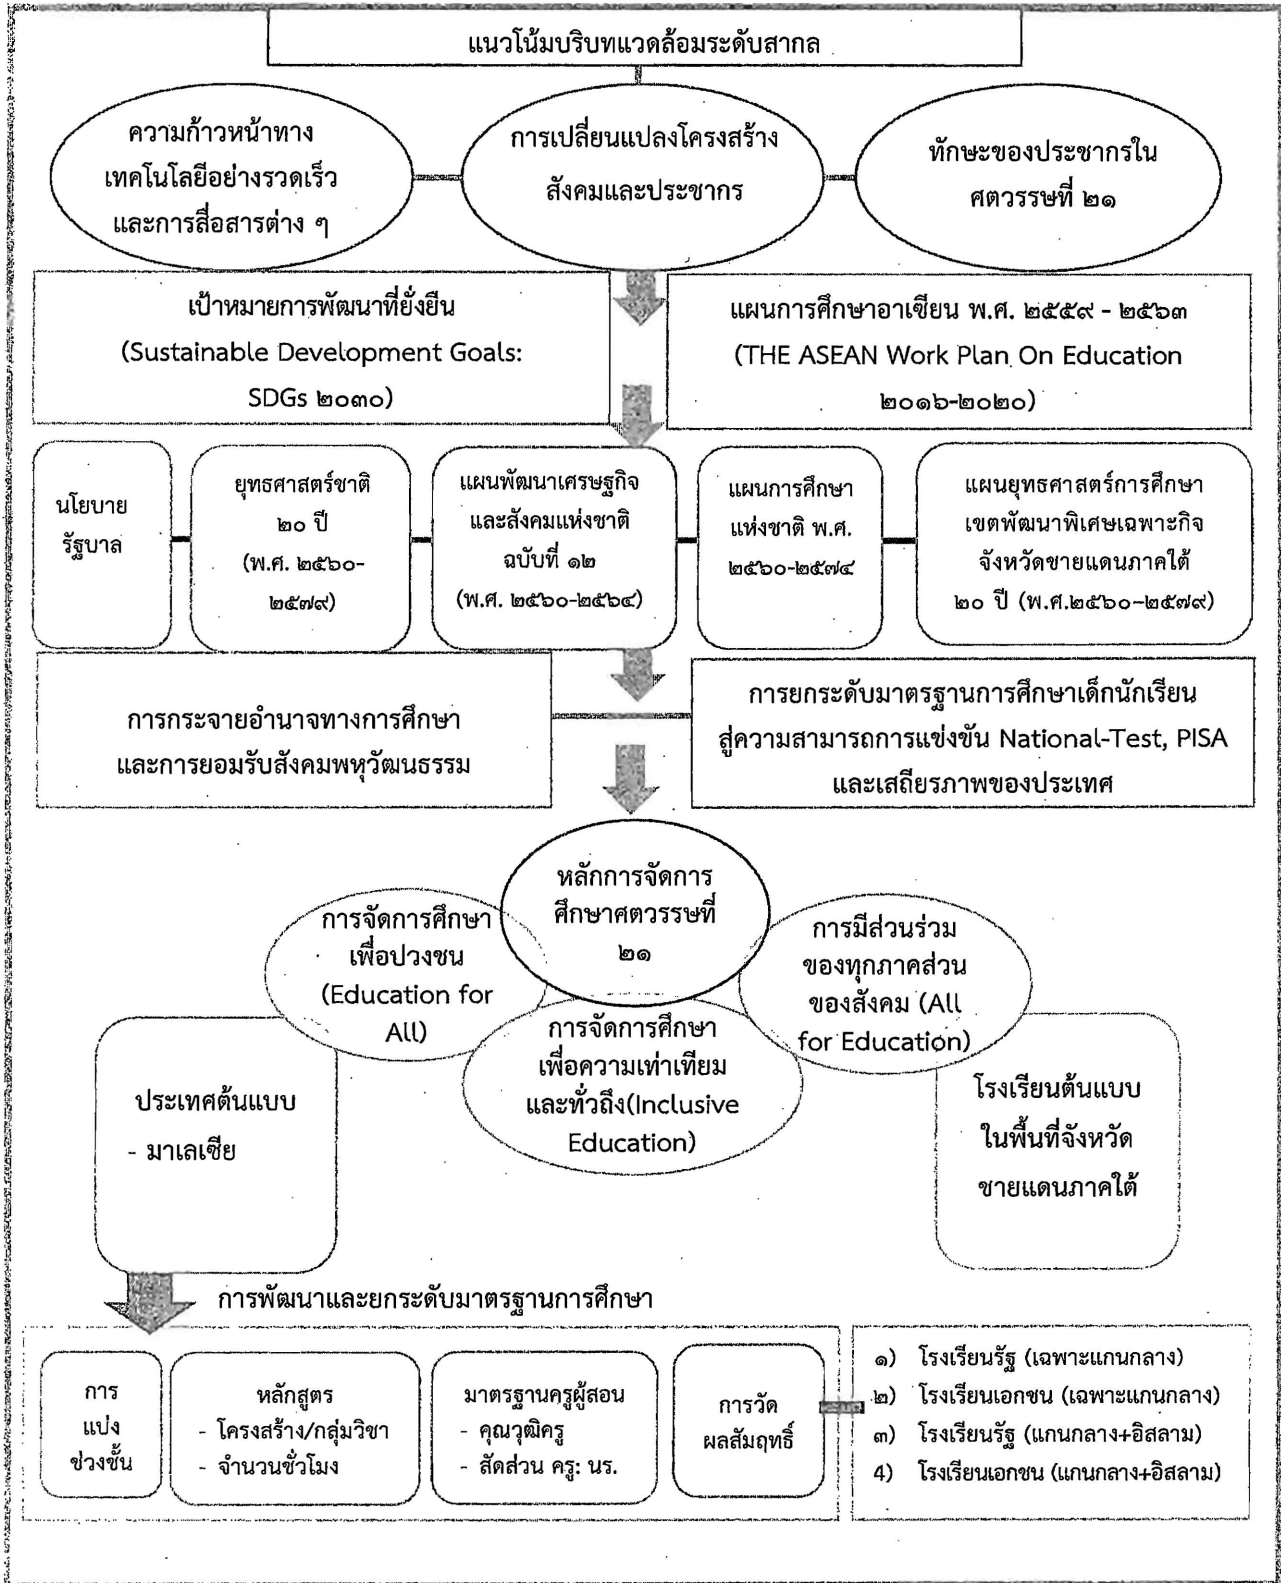 แนวโน้มบริบทแวดล้อมระดับสากล
ความก้าวหน้าทาง
เทคโนโลยีอย่างรวดเร็ว
และการสื่อสารต่าง ๆ
การเปลี่ยนแปลงโครงสร้าง
สังคมและประชากร
ทักษะของประชากรใน
ศตวรรษที่ ๒๑
เป้าหมายการพัฒนาที่ยั่งยืน
(Sustainable Development Goals:
SDGs ๒๐๓๐)
แผนการศึกษาอาเซียน พ.ศ. ๒๕๕๙ - ๒๕๖๓
(THE ASEAN Work Plan On Education
๒๐๑๖-๒๐๒๐)
นโยบาย
รัฐบาล
ยุทธศาสตร์ชาติ
๒๐ ปี
(พ.ศ. ๒๕๖๐-
๒๕๗๙)
แผนพัฒนาเศรษฐกิจ
และสังคมแห่งชาติ
ฉบับที่ ๑๒
(พ.ศ. ๒๕๖๐-๒๕๖๔)
แผนการศึกษา
แห่งชาติ พ.ศ.
๒๕๖๐-๒๕๗๔
แผนยุทธศาสตร์การศึกษา
เขตพัฒนาพิเศษเฉพาะกิจ
จังหวัดชายแดนภาคใต้
๒๐ ปี (พ.ศ.๒๕๖๐-๒๕๗๙)
การกระจายอำนาจทางการศึกษา
และการยอมรับสังคมพหุวัฒนธรรม
การยกระดับมาตรฐานการศึกษาเด็กนักเรียน
สู่ความสามารถการแข่งขัน National-Test, PISA
และเสถียรภาพของประเทศ
หลักการจัดการ
ศึกษาศตวรรษที่
๒๑
การจัดการศึกษา
เพื่อปวงชน
(Education for
All)
การจัดการศึกษา
เพื่อความเท่าเทียม
และทั่วถึง(Inclusive
Education)
การมีส่วนร่วม
ของทุกภาคส่วน
ของสังคม (All
for Education)
ประเทศต้นแบบ
- มาเลเซีย
โรงเรียนต้นแบบ
ในพื้นที่จังหวัด
ชายแดนภาคใต้
การพัฒนาและยกระดับมาตรฐานการศึกษา
การ
แบ่ง
ช่วงชั้น
หลักสูตร
- โครงสร้าง/กลุ่มวิชา
- จำนวนชั่วโมง
มาตรฐานครูผู้สอน
- คุณวุฒิครู
- สัดส่วน ครู: นร.
การวัด
ผลสัมฤทธิ์
๑) โรงเรียนรัฐ (เฉพาะแกนกลาง)
๒) โรงเรียนเอกชน (เฉพาะแกนกลาง)
๓) โรงเรียนรัฐ (แกนกลาง+อิสลาม)
4) โรงเรียนเอกชน (แกนกลาง+อิสลาม)